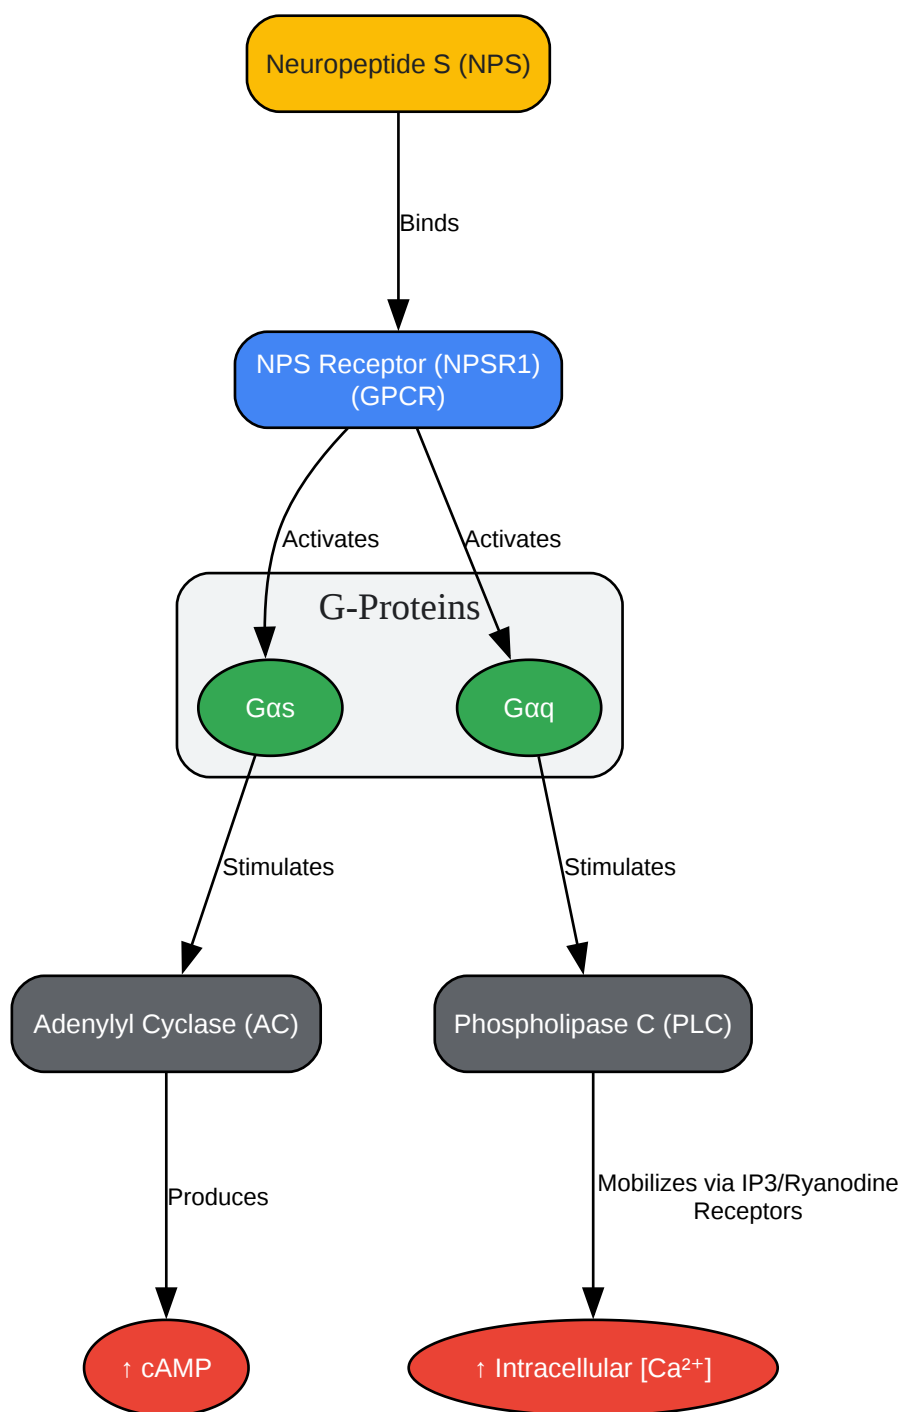 Neuropeptide S (NPS)
Binds
NPS Receptor (NPSR1)
(GPCR)
Activates
Activates
G-Proteins
Gαs
Gαq
Stimulates
Stimulates
Adenylyl Cyclase (AC)
Phospholipase C (PLC)
Produces
Mobilizes via IP3/Ryanodine
Receptors
↑ cAMP
↑ Intracellular [Ca²⁺]